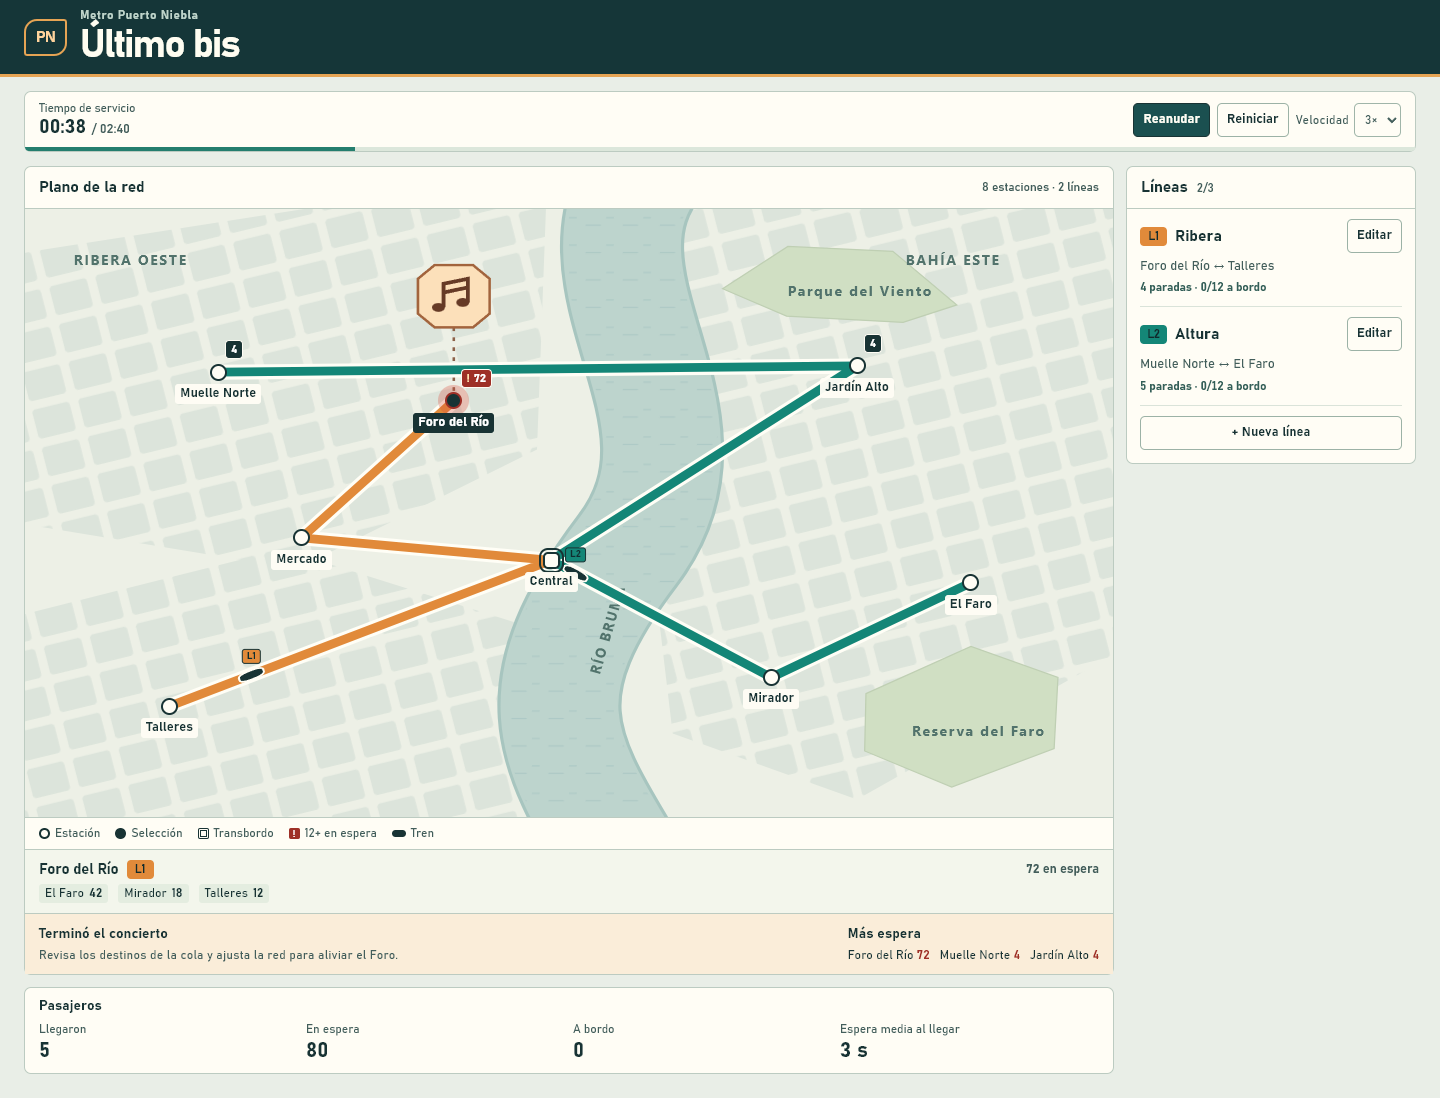 PN
Metro Puerto Niebla
Último bis
Tiempo de servicio
00:38 / 02:40
Reanudar
Reiniciar
Velocidad
3×
Plano de la red
8 estaciones · 2 líneas
RIBERA OESTE
BAHÍA ESTE
Parque del Viento
4
4
Muelle Norte
! 72
Jardín Alto
Foro del Río
Mercado
L2
Central
El Faro
RÍO BRUM
L1
Mirador
Talleres
Reserva del Faro
Estación
Selección
Transbordo
! 12+ en espera
Tren
Foro del Río L1
72 en espera
El Faro 42 Mirador 18 Talleres 12
Terminó el concierto
Revisa los destinos de la cola y ajusta la red para aliviar el Foro.
Más espera
Foro del Río 72 Muelle Norte 4 Jardín Alto 4
Pasajeros
Llegaron
5
En espera
80
A bordo
0
Espera media al llegar
3 s
Líneas 2/3
L1 Ribera
Editar
Foro del Río ↔ Talleres
4 paradas · 0/12 a bordo
L2 Altura
Editar
Muelle Norte ↔ El Faro
5 paradas · 0/12 a bordo
+ Nueva línea